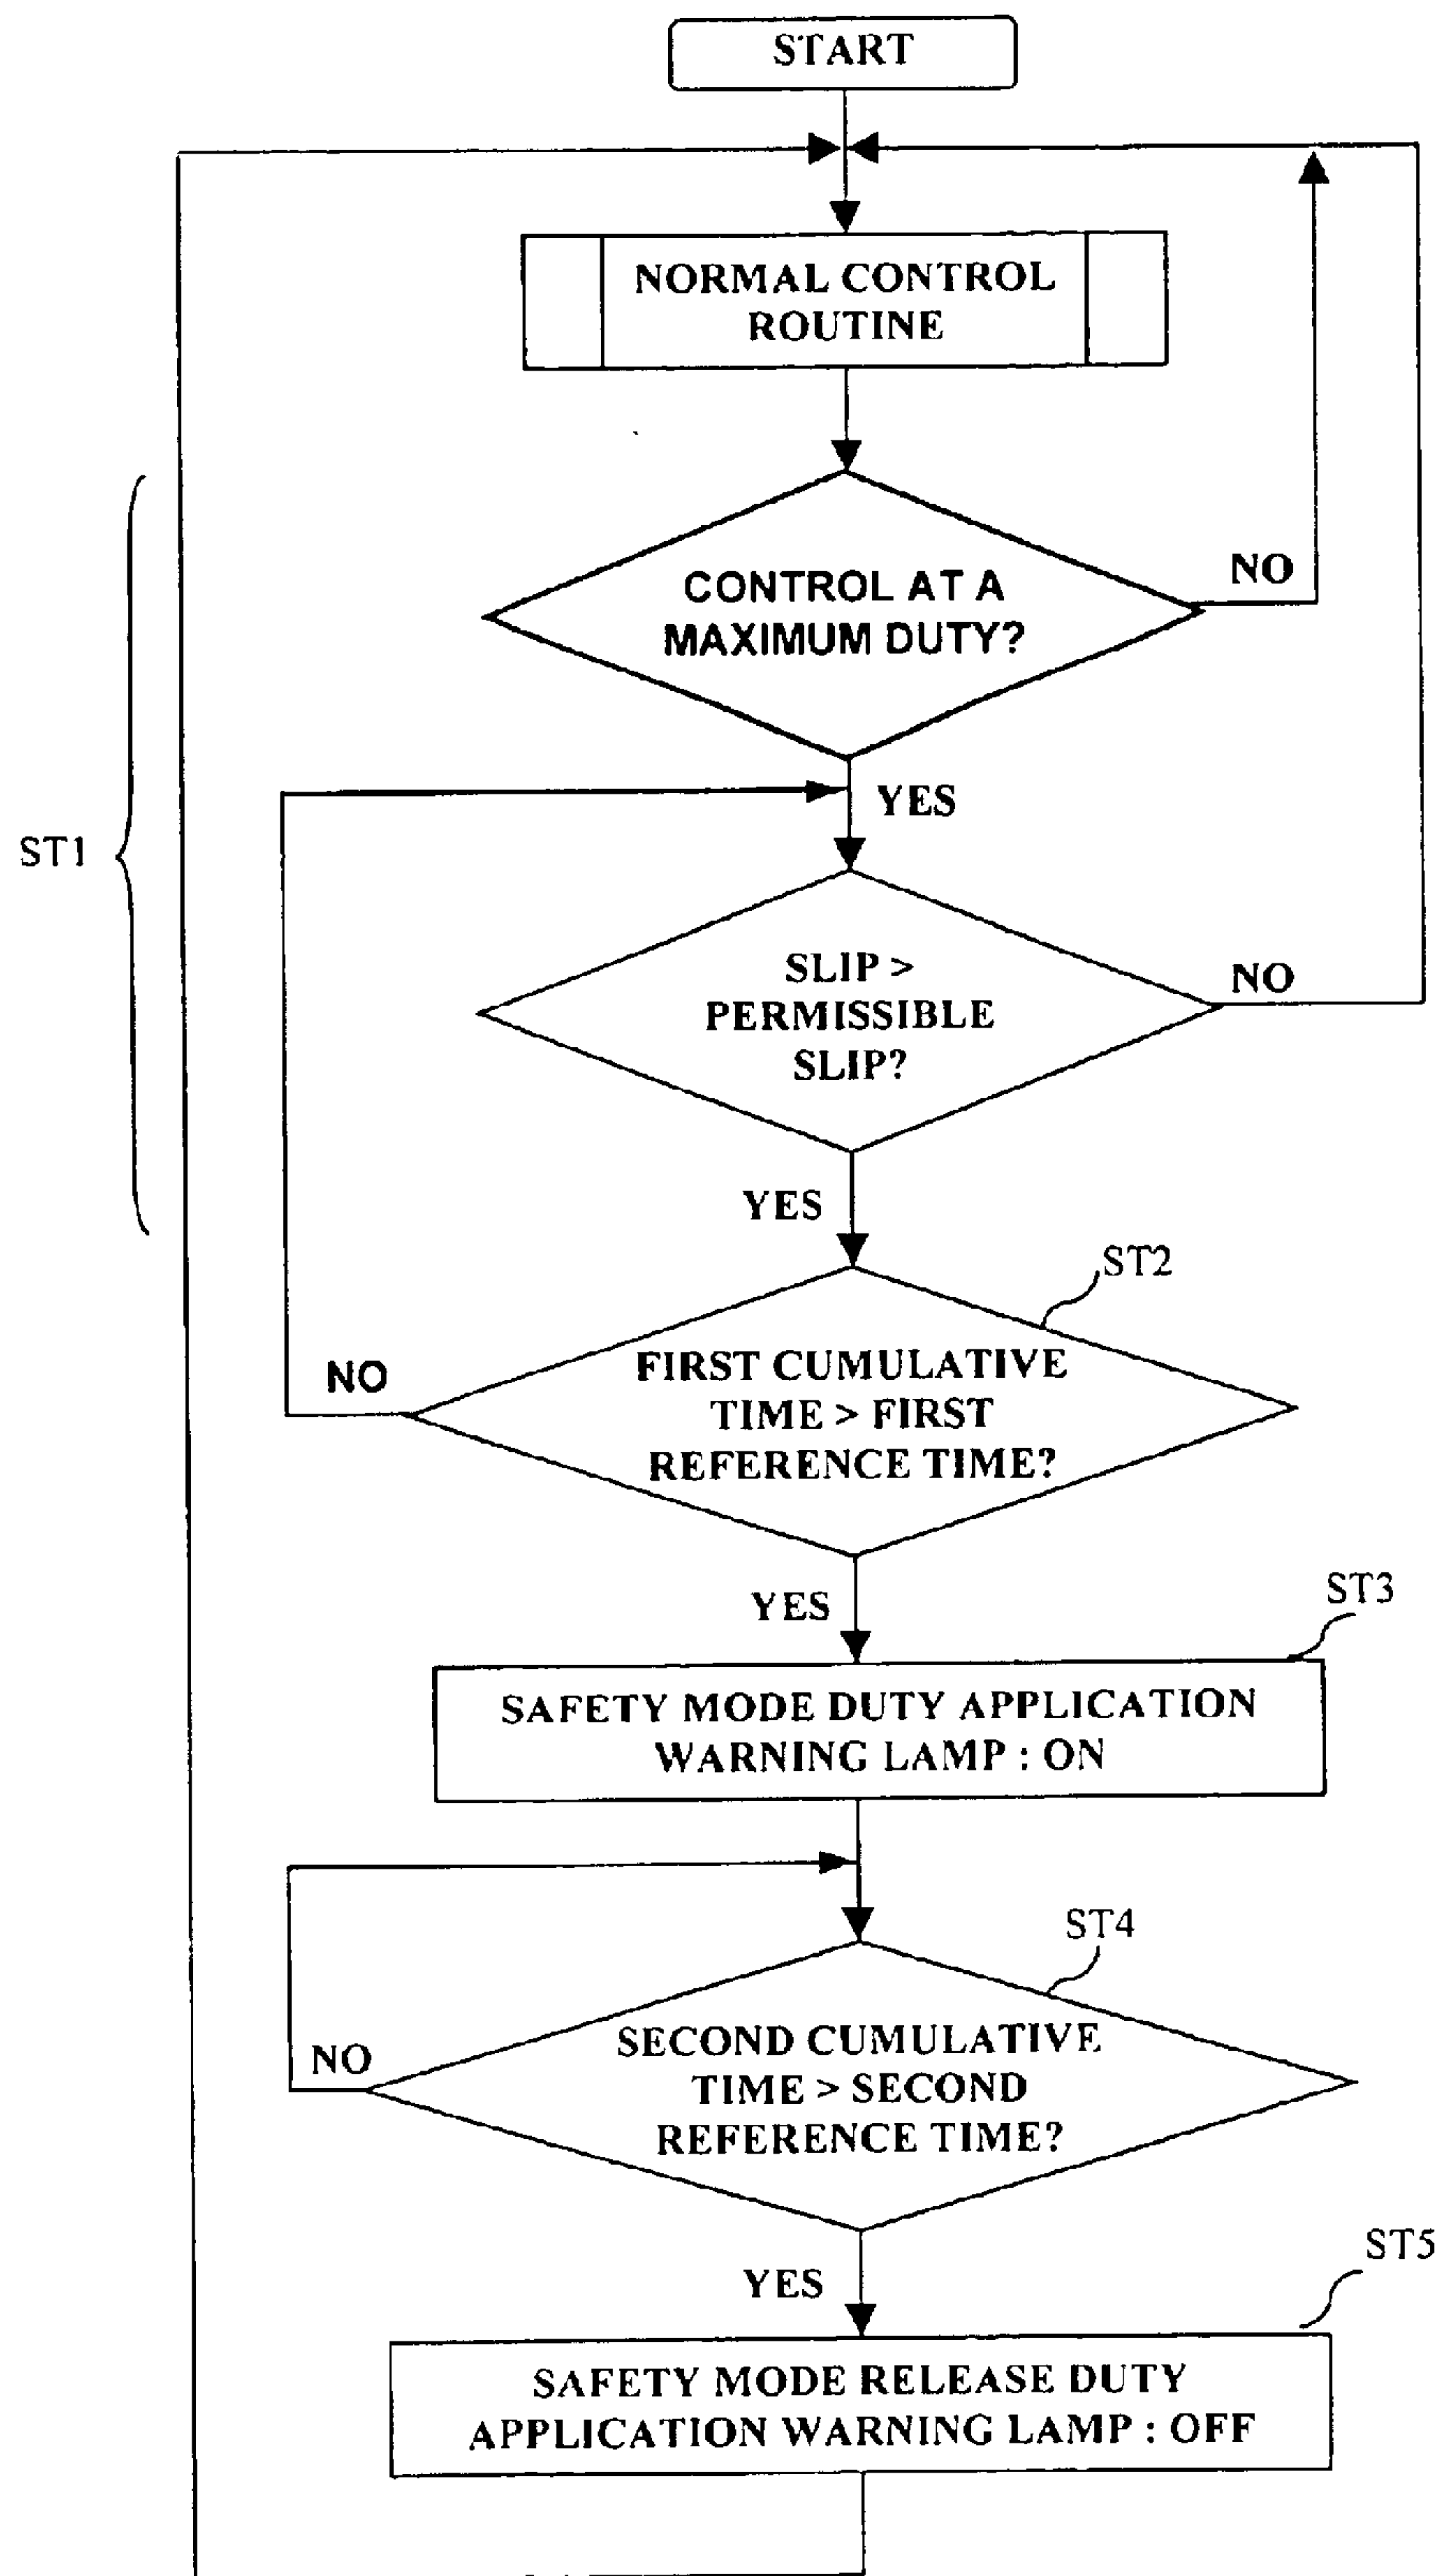 START
NORMAL CONTROL
ROUTINE
CONTROL AT A
MAXIMUM DUTY?
NO
YES
ST1
SLIP >
PERMISSIBLE
SLIP?
NO
YES
ST2
FIRST CUMULATIVE
TIME > FIRST
REFERENCE TIME?
NO
YES
ST3
SAFETY MODE DUTY APPLICATION
WARNING LAMP : ON
ST4
SECOND CUMULATIVE
TIME > SECOND
REFERENCE TIME?
NO
YES
ST5
SAFETY MODE RELEASE DUTY
APPLICATION WARNING LAMP : OFF